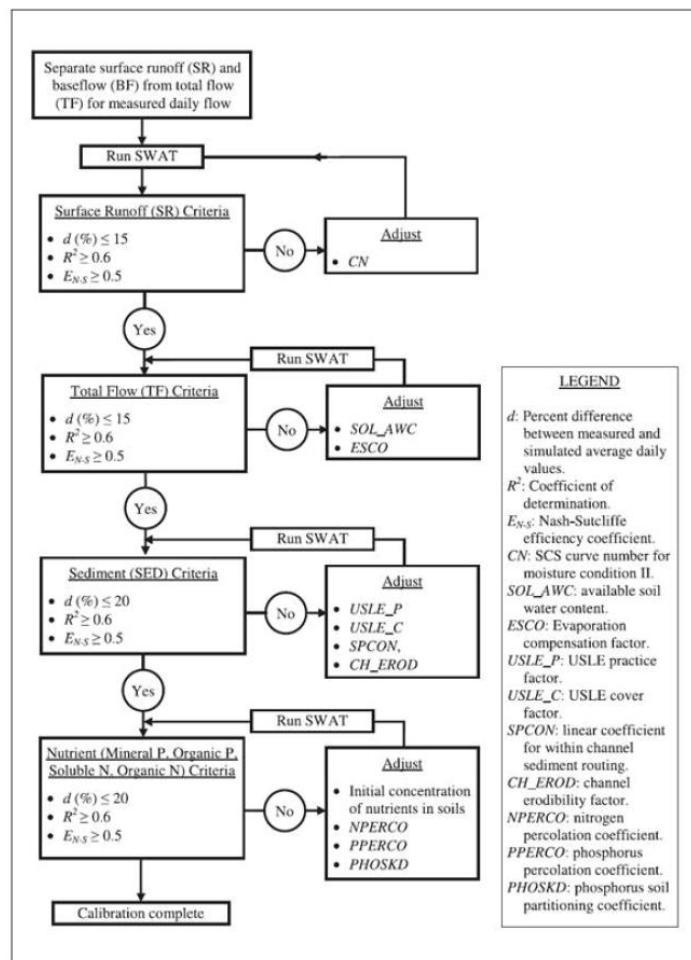 Separate surface runoff (SR) and
baseflow (BF) from total flow
(TF) for measured daily flow
Run SWAT
Surface Runoff (SR) Criteria
• d (%) ≤ 15
• R² ≥ 0.6
• E_N-S ≥ 0.5
No
Adjust
• CN
Yes
Run SWAT
Total Flow (TF) Criteria
• d (%) ≤ 15
• R² ≥ 0.6
• E_N-S ≥ 0.5
No
Adjust
• SOL_AWC
• ESCO
Yes
Run SWAT
Sediment (SED) Criteria
• d (%) ≤ 20
• R² ≥ 0.6
• E_N-S ≥ 0.5
No
Adjust
• USLE_P
• USLE_C
• SPCON,
• CH_EROD
Yes
Run SWAT
Nutrient (Mineral P, Organic P,
Soluble N, Organic N) Criteria
• d (%) ≤ 20
• R² ≥ 0.6
• E_N-S ≥ 0.5
No
Adjust
• Initial concentration
of nutrients in soils
• NPERCO
• PPERCO
• PHOSKD
Calibration complete
LEGEND
d: Percent difference
between measured and
simulated average daily
values.
R²: Coefficient of
determination.
E_N-S: Nash-Sutcliffe
efficiency coefficient.
CN: SCS curve number for
moisture condition II.
SOL_AWC: available soil
water content.
ESCO: Evaporation
compensation factor.
USLE_P: USLE practice
factor.
USLE_C: USLE cover
factor.
SPCON: linear coefficient
for within channel
sediment routing.
CH_EROD: channel
erodibility factor.
NPERCO: nitrogen
percolation coefficient.
PPERCO: phosphorus
percolation coefficient.
PHOSKD: phosphorus soil
partitioning coefficient.